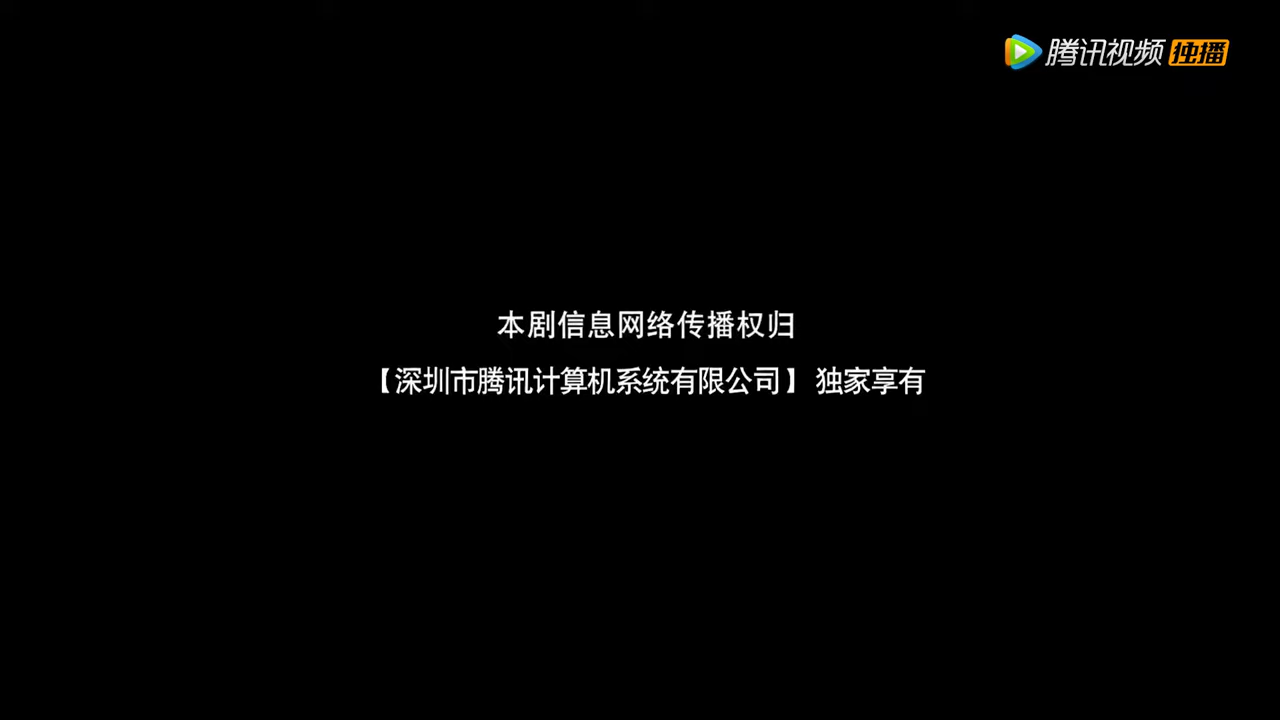 腾讯视频 独播
本剧信息网络传播权归
【深圳市腾讯计算机系统有限公司】独家享有